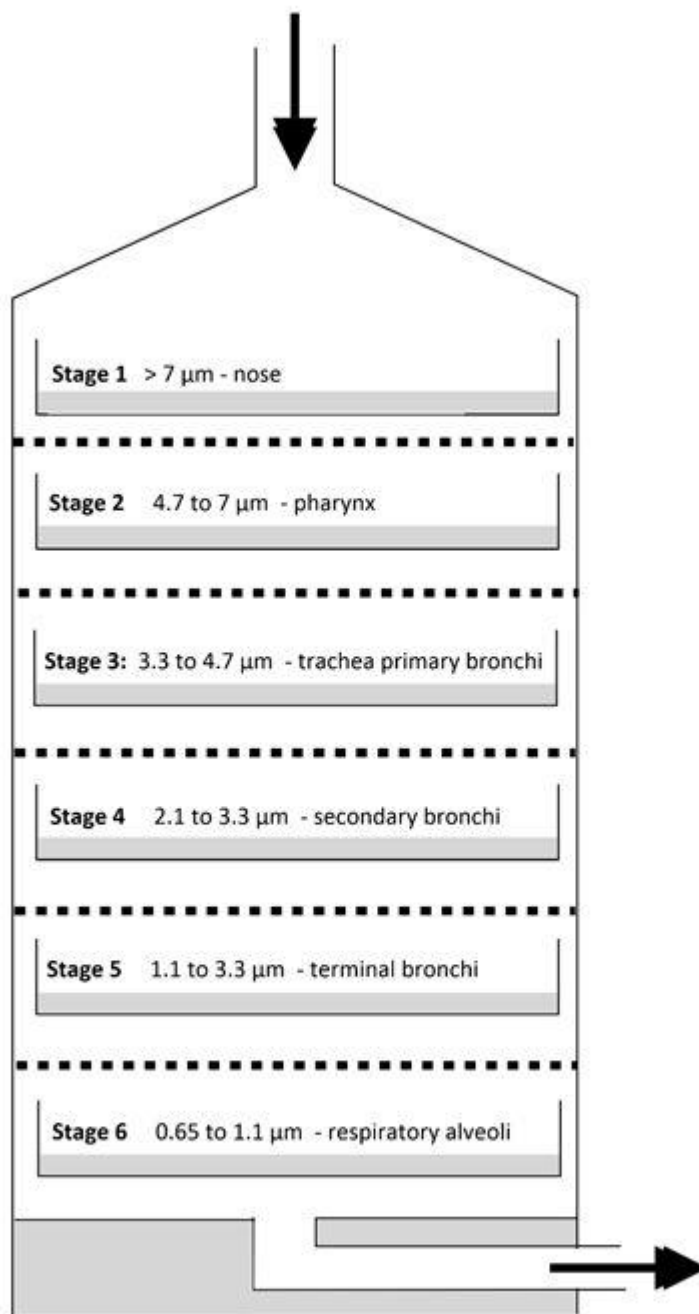 Stage 1 > 7 µm - nose
Stage 2 4.7 to 7 µm - pharynx
Stage 3: 3.3 to 4.7 µm - trachea primary bronchi
Stage 4 2.1 to 3.3 µm - secondary bronchi
Stage 5 1.1 to 3.3 µm - terminal bronchi
Stage 6 0.65 to 1.1 µm - respiratory alveoli